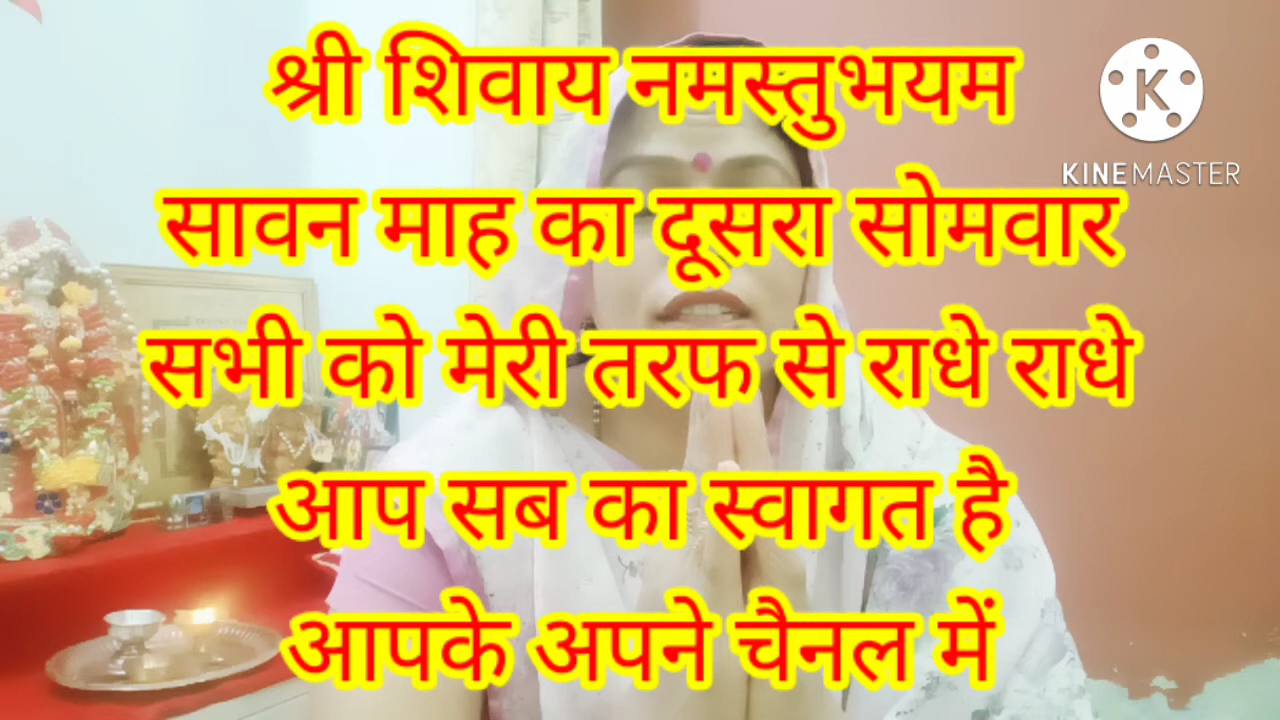 श्री शिवाय नमस्तुभयम
सावन माह का दूसरा सोमवार
सभी को मेरी तरफ से राधे राधे
आप सब का स्वागत है
आपके अपने चैनल में
K
KINEMASTER